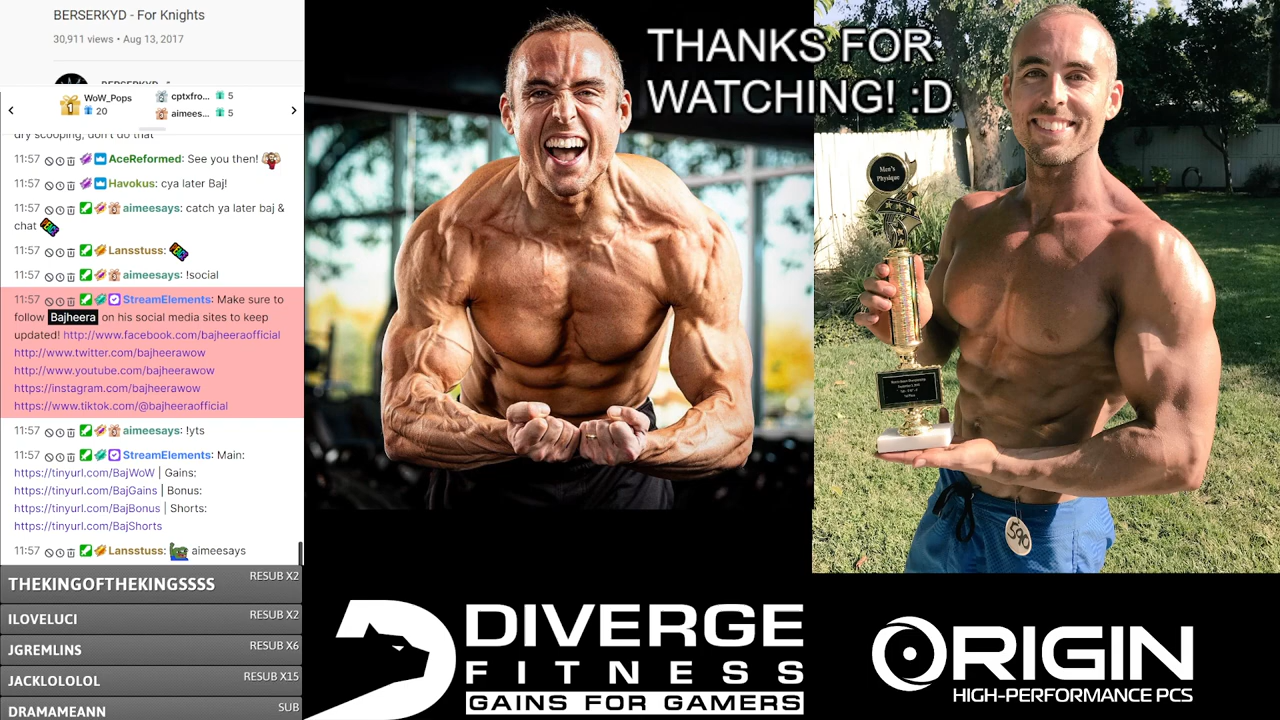 BERSERKYD - For Knights
30,911 views • Aug 13, 2017
WoW_Pops
20
cptxfro... 5
aimees... 5
11:57 AceReformed: See you then!
11:57 Havokus: cya later Baj!
11:57 aimeesays: catch ya later baj &
chat
11:57 Lansstuss:
11:57 aimeesays: !social
11:57 StreamElements: Make sure to
follow Bajheera on his social media sites to keep
updated! http://www.facebook.com/bajheeraofficial
http://www.twitter.com/bajheerawow
http://www.youtube.com/bajheerawow
https://instagram.com/bajheerawow
https://www.tiktok.com/@bajheeraofficial
11:57 aimeesays: !yts
11:57 StreamElements: Main:
https://tinyurl.com/BajWoW | Gains:
https://tinyurl.com/BajGains | Bonus:
https://tinyurl.com/BajBonus | Shorts:
https://tinyurl.com/BajShorts
11:57 Lansstuss: aimeesays
THEKINGOFTHEKINGSSSS RESUB X2
ILOVELUCI RESUB X2
JGREMLINS RESUB X6
JACKLOLOLOL RESUB X15
DRAMAMEANN SUB
THANKS FOR
WATCHING! :D
Men's
Physique
590
DIVERGE
FITNESS
GAINS FOR GAMERS
ORIGIN
HIGH-PERFORMANCE PCS